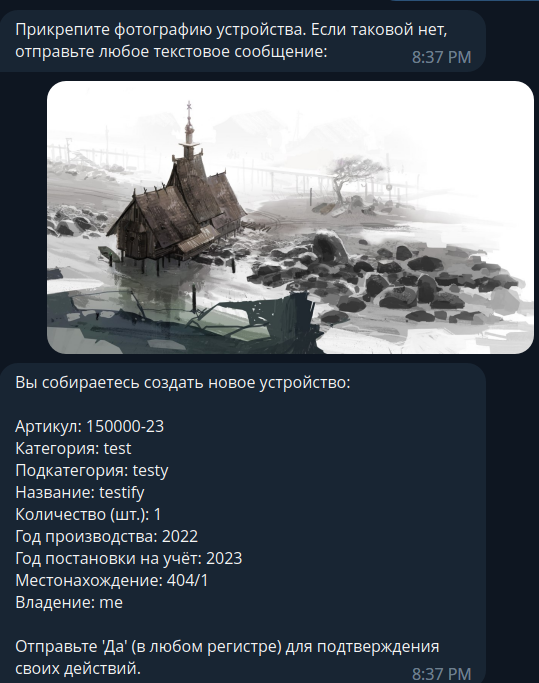 Прикрепите фотографию устройства. Если таковой нет,
отправьте любое текстовое сообщение:
8:37 PM
Вы собираетесь создать новое устройство:
Артикул: 150000-23
Категория: test
Подкатегория: testy
Название: testify
Количество (шт.): 1
Год производства: 2022
Год постановки на учёт: 2023
Местонахождение: 404/1
Владение: me
Отправьте 'Да' (в любом регистре) для подтверждения
своих действий.
8:37 PM